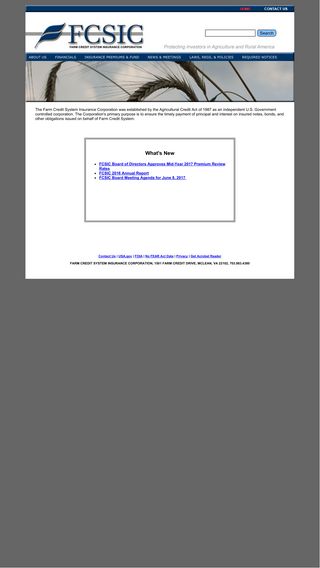 HOME CONTACT US
FCSIC
FARM CREDIT SYSTEM INSURANCE CORPORATION
Search
Protecting Investors in Agriculture and Rural America
ABOUT US FINANCIALS INSURANCE PREMIUMS & FUND NEWS & MEETINGS LAWS, REGS, & POLICIES REQUIRED NOTICES
The Farm Credit System Insurance Corporation was established by the Agricultural Credit Act of 1987 as an independent U.S. Government
controlled corporation. The Corporation's primary purpose is to ensure the timely payment of principal and interest on insured notes, bonds, and
other obligations issued on behalf of Farm Credit System
What's New
• FCSIC Board of Directors Approves Mid-Year 2017 Premium Review
Rates
• FCSIC 2016 Annual Report
• FCSIC Board Meeting Agenda for June 8, 2017
Contact Us | USA.gov | FOIA | No FEAR Act Data | Privacy | Get Acrobat Reader
FARM CREDIT SYSTEM INSURANCE CORPORATION, 1501 FARM CREDIT DRIVE, MCLEAN, VA 22102, 703.883.4380